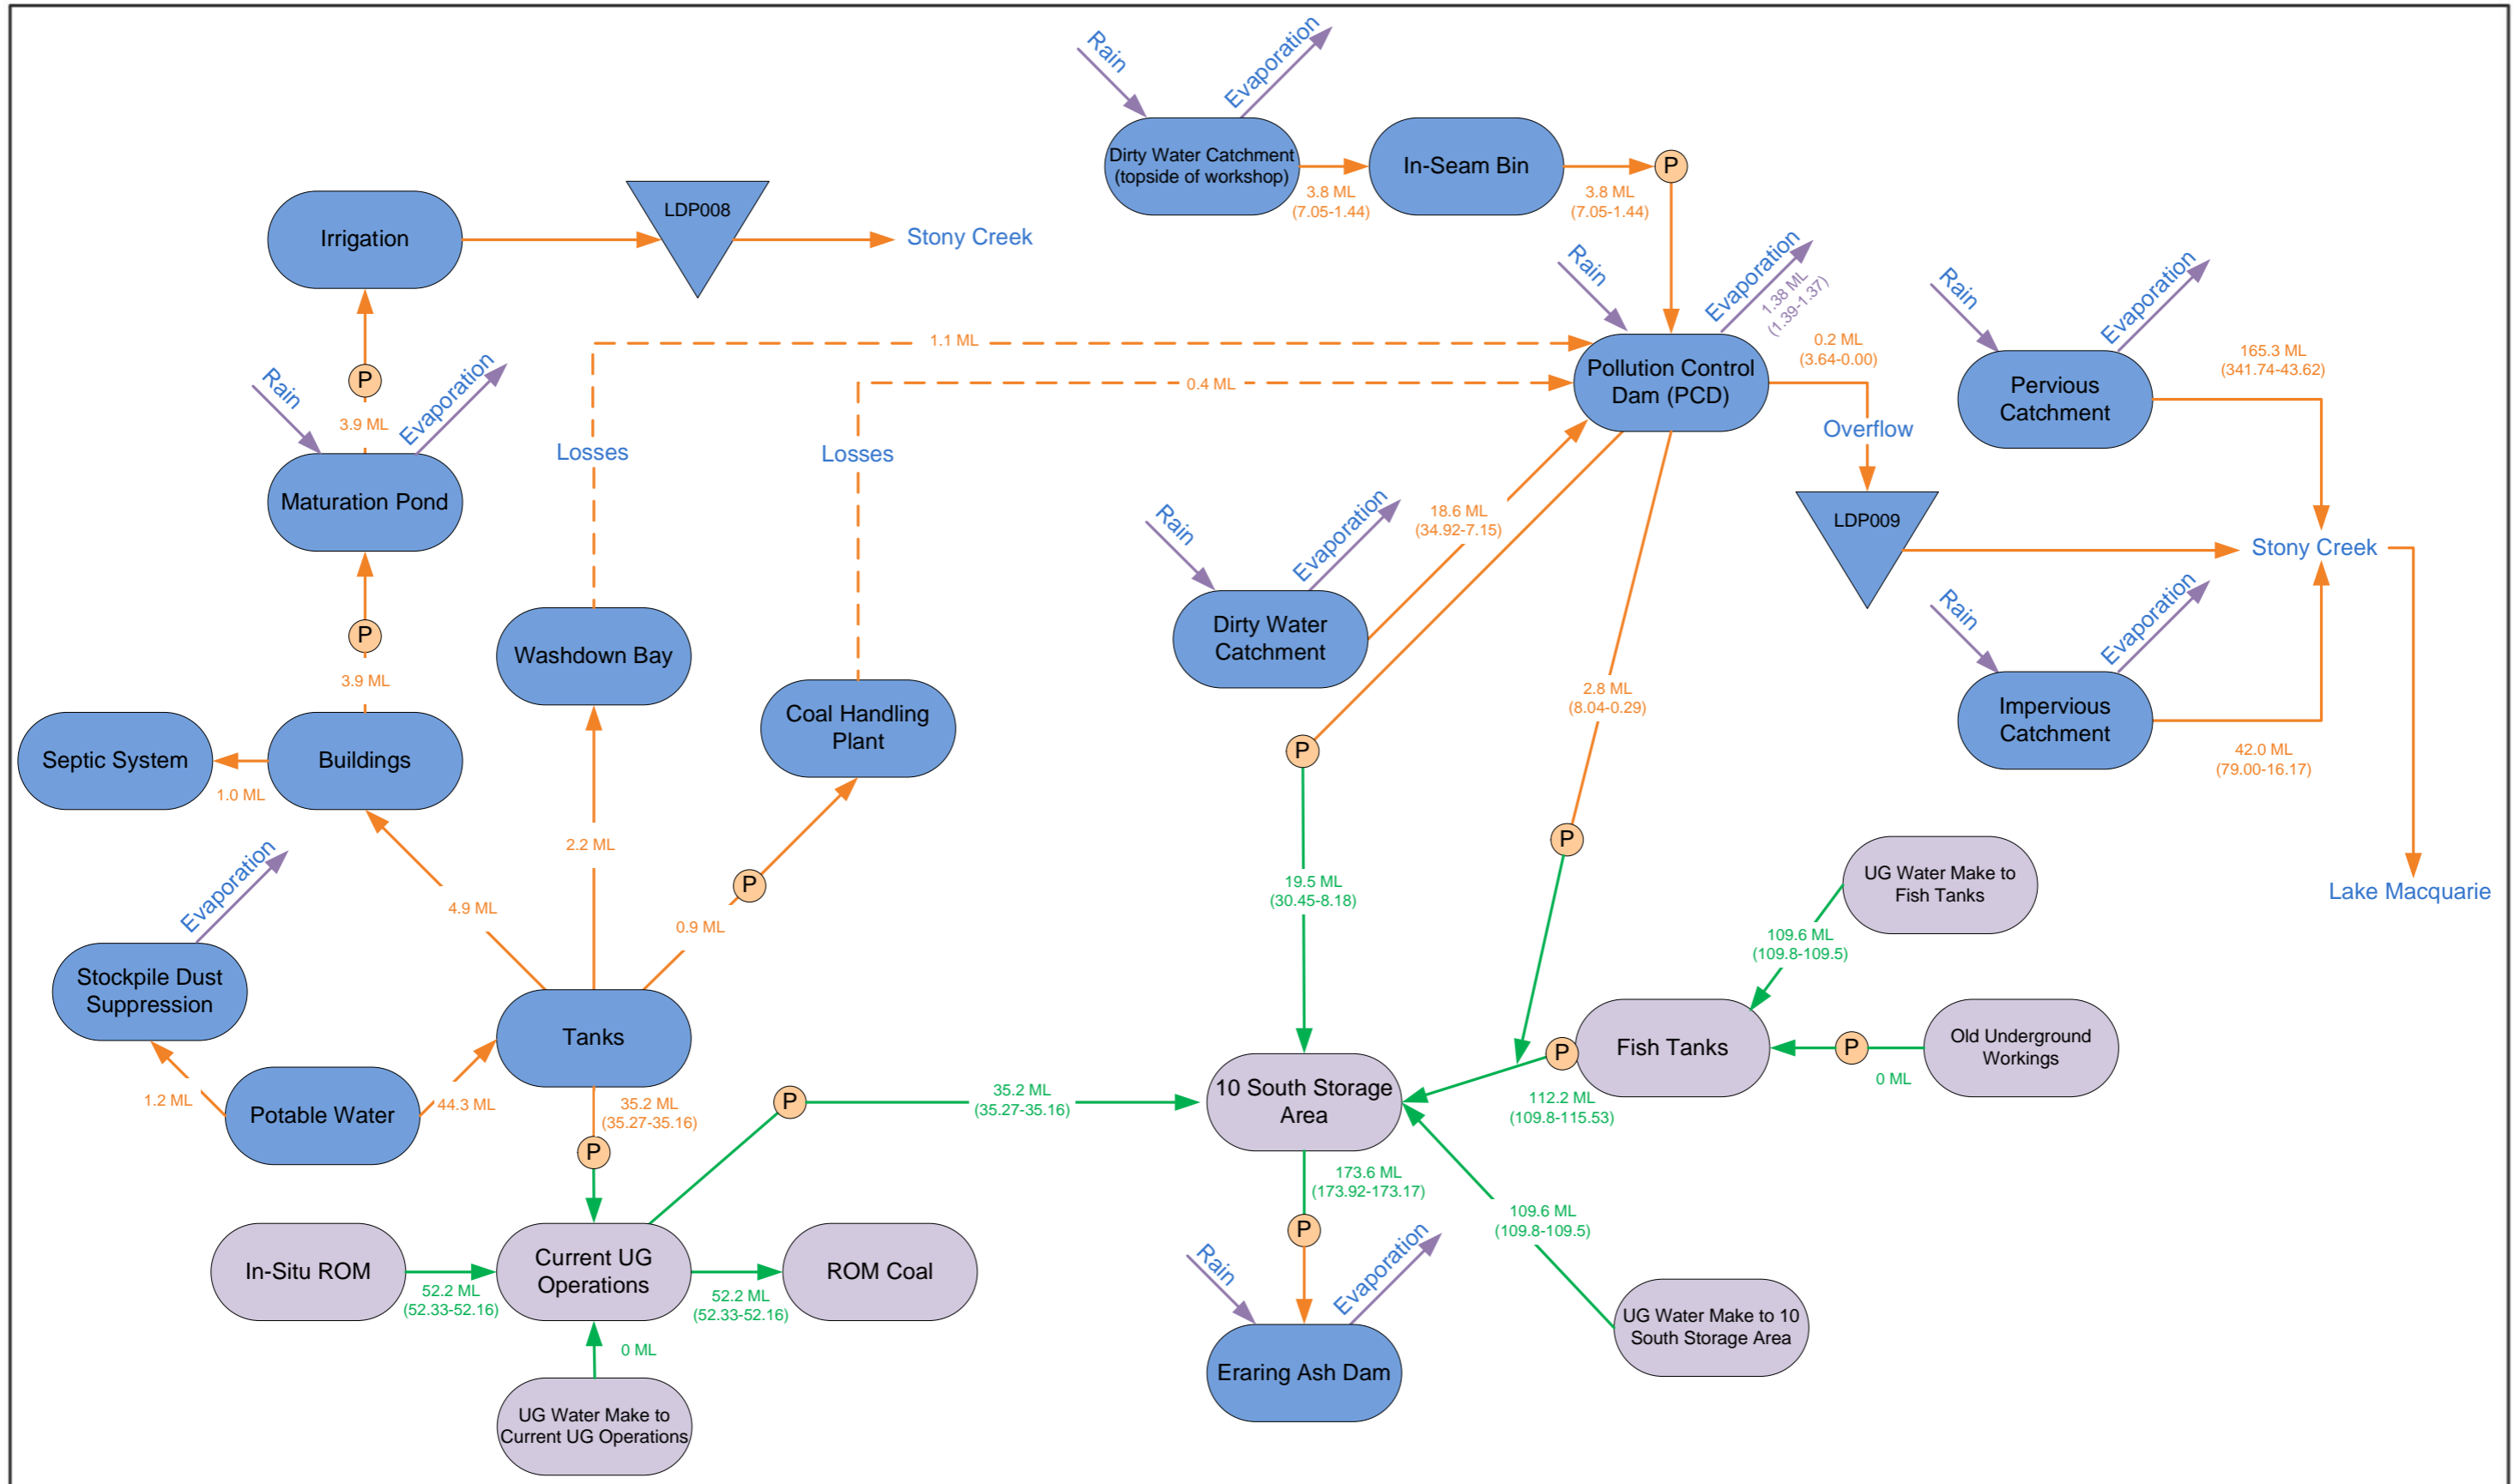 Rain
Evaporation
Dirty Water Catchment
(topside of workshop)
3.8 ML
(7.05-1.44)
In-Seam Bin
3.8 ML
(7.05-1.44)
P
Irrigation
LDP008
Stony Creek
P
3.9 ML
Rain
Evaporation
Maturation Pond
P
3.9 ML
Septic System
1.0 ML
Buildings
Losses
1.1 ML
Losses
0.4 ML
Washdown Bay
Coal Handling
Plant
2.2 ML
P
0.9 ML
4.9 ML
Evaporation
Stockpile Dust
Suppression
1.2 ML
Potable Water
44.3 ML
Tanks
35.2 ML
(35.27-35.16)
P
In-Situ ROM
52.2 ML
(52.33-52.16)
Current UG
Operations
52.2 ML
(52.33-52.16)
ROM Coal
0 ML
UG Water Make to
Current UG Operations
P
35.2 ML
(35.27-35.16)
Rain
Evaporation
1.38 ML
(1.39-1.37)
Pollution Control
Dam (PCD)
0.2 ML
(3.64-0.00)
Overflow
LDP009
Rain
Evaporation
Dirty Water
Catchment
18.6 ML
(34.92-7.15)
P
19.5 ML
(30.45-8.18)
2.8 ML
(8.04-0.29)
P
Rain
Evaporation
Pervious
Catchment
165.3 ML
(341.74-43.62)
Stony Creek
Rain
Evaporation
Impervious
Catchment
42.0 ML
(79.00-16.17)
Lake Macquarie
UG Water Make to
Fish Tanks
109.6 ML
(109.8-109.5)
Fish Tanks
P
0 ML
Old Underground
Workings
P
112.2 ML
(109.8-115.53)
10 South Storage
Area
173.6 ML
(173.92-173.17)
P
109.6 ML
(109.8-109.5)
UG Water Make to 10
South Storage Area
Rain
Evaporation
Eraring Ash Dam